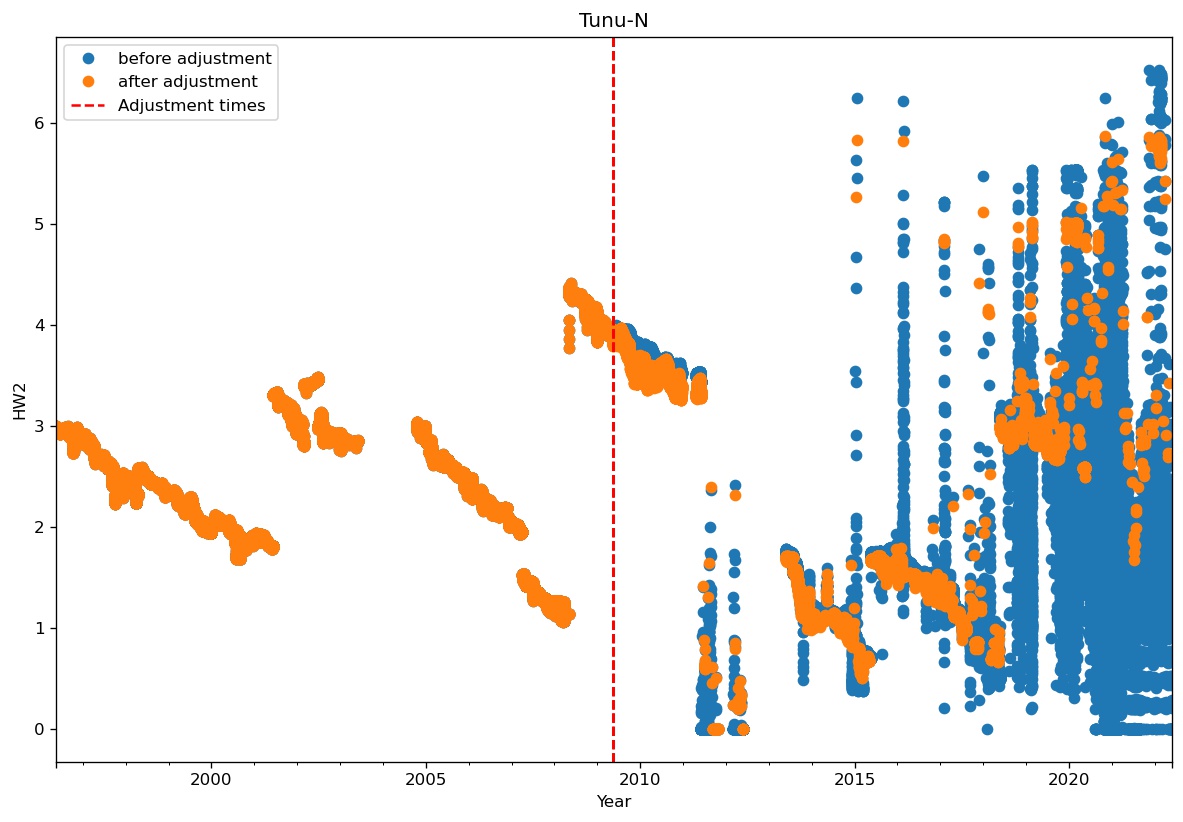 Tunu-N
before adjustment
after adjustment
Adjustment times
HW2
6
5
4
3
2
1
0
2000 2005 2010 2015 2020
Year